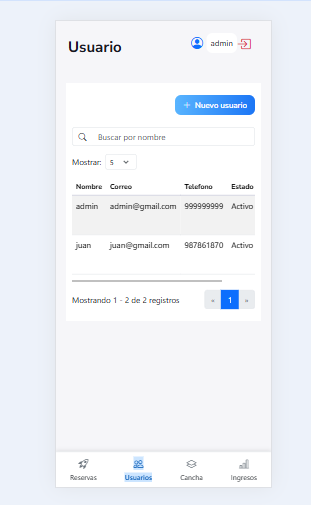 Usuario
admin
+ Nuevo usuario
Buscar por nombre
Mostrar: 5
Nombre Correo Telefono Estado
admin admin@gmail.com 999999999 Activo
juan juan@gmail.com 987861870 Activo
Mostrando 1 - 2 de 2 registros « 1 »
Reservas Usuarios Cancha Ingresos